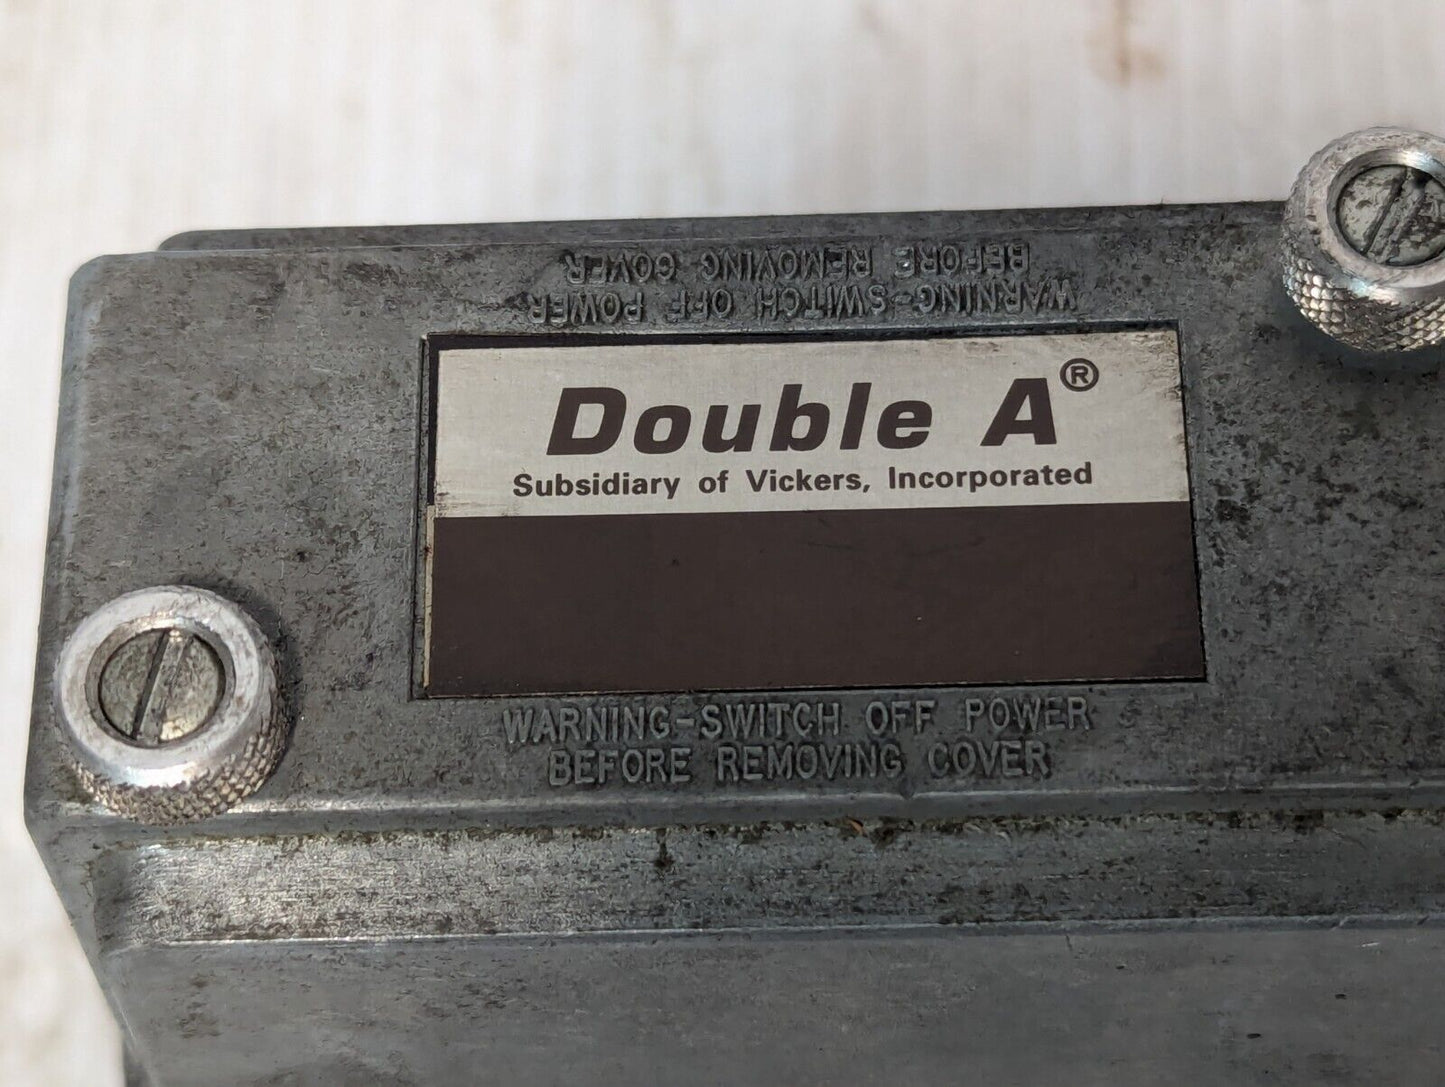 WARNING-SWITCH OFF POWER
BEFORE REMOVING COVER
Double A®
Subsidiary of Vickers, Incorporated
WARNING-SWITCH OFF POWER
BEFORE REMOVING COVER